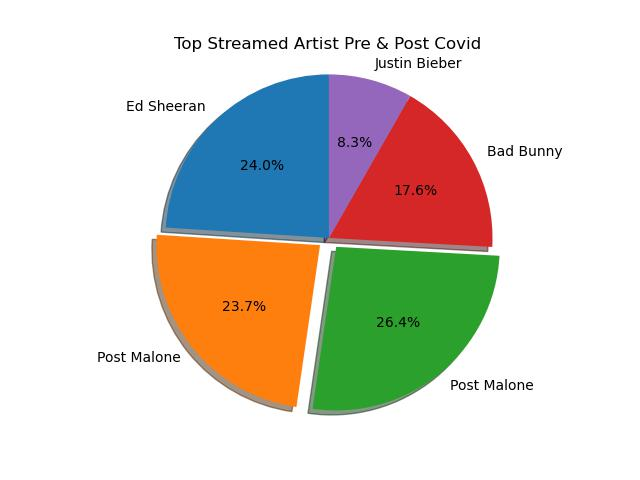 Top Streamed Artist Pre & Post Covid
Justin Bieber
Ed Sheeran
8.3%
Bad Bunny
24.0%
17.6%
23.7%
26.4%
Post Malone
Post Malone